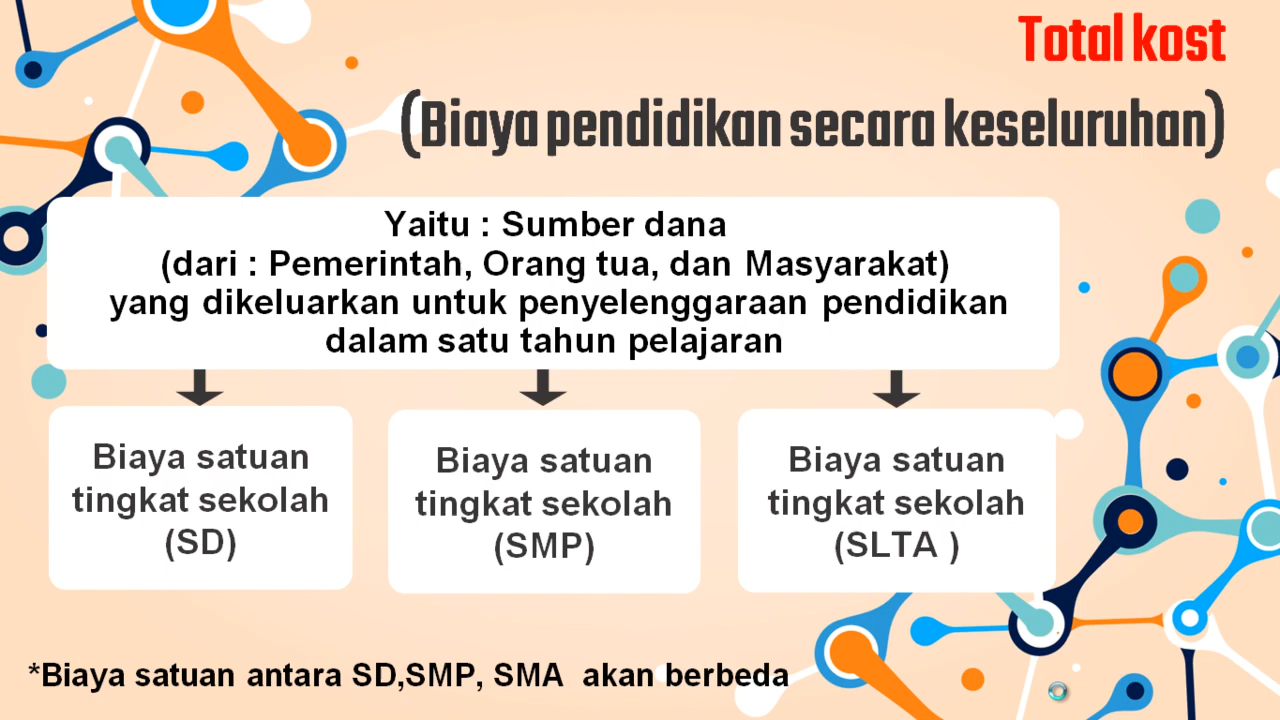 Total kost
(Biaya pendidikan secara keseluruhan)
Yaitu : Sumber dana
(dari : Pemerintah, Orang tua, dan Masyarakat)
yang dikeluarkan untuk penyelenggaraan pendidikan
dalam satu tahun pelajaran
Biaya satuan
tingkat sekolah
(SD)
Biaya satuan
tingkat sekolah
(SMP)
Biaya satuan
tingkat sekolah
(SLTA )
*Biaya satuan antara SD,SMP, SMA  akan berbeda